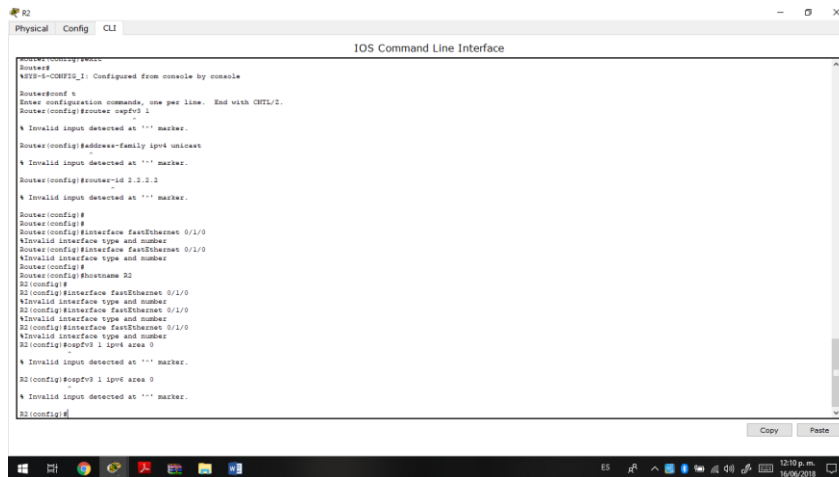 R2
Physical Config CLI
IOS Command Line Interface
Router(config)#exit
Router#
%SYS-5-CONFIG_I: Configured from console by console
Router#conf t
Enter configuration commands, one per line. End with CNTL/Z.
Router(config)#router ospfv3 1
^
% Invalid input detected at '^' marker.
Router(config)#address-family ipv4 unicast
^
% Invalid input detected at '^' marker.
Router(config)#router-id 2.2.2.2
^
% Invalid input detected at '^' marker.
Router(config)#
Router(config)#
Router(config)#interface fastEthernet 0/1/0
%Invalid interface type and number
Router(config)#interface fastEthernet 0/1/0
%Invalid interface type and number
Router(config)#
Router(config)#hostname R2
R2(config)#
R2(config)#interface fastEthernet 0/1/0
%Invalid interface type and number
R2(config)#interface fastEthernet 0/1/0
%Invalid interface type and number
R2(config)#interface fastEthernet 0/1/0
%Invalid interface type and number
R2(config)#ospfv3 1 ipv4 area 0
^
% Invalid input detected at '^' marker.
R2(config)#ospfv3 1 ipv6 area 0
^
% Invalid input detected at '^' marker.
R2(config)#
Copy Paste
ES 12:10 p. m.
16/06/2018